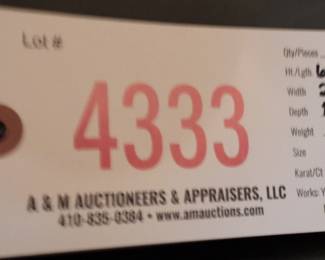 Lot #
4333
A & M AUCTIONEERS & APPRAISERS, LLC
410-835-0384 • www.amauctions.com
Qty/Pieces
Ht./Lgth 6
Width
Depth
Weight
Size
Karat/Ct
Works: Y